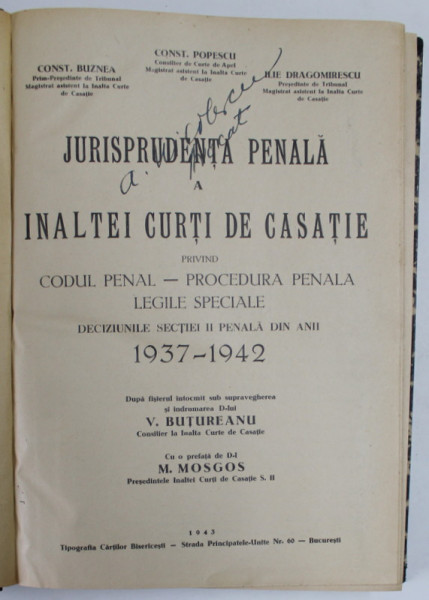 CONST. POPESCU
Consilier de Curte de Apel
Magistrat asistent la Inalta Curte
de Casație
CONST. BUZNEA
Prim-Președinte de Tribunal
Magistrat asistent la Inalta Curte
de Casație
ILIE DRAGOMIRESCU
Președinte de Tribunal
Magistrat asistent la Inalta Curte
de Casație
JURISPRUDENȚA PENALĂ
A
INALTEI CURȚI DE CASAȚIE
PRIVIND
CODUL PENAL — PROCEDURA PENALA
LEGILE SPECIALE
DECIZIUNILE SECȚIEI II PENALĂ DIN ANII
1937-1942
După fișierul intocmit sub supravegherea
și indrumarea D-lui
V. BUȚUREANU
Consilier la Inalta Curte de Casație
Cu o prefață de D-l
M. MOSGOS
Președintele Inaltei Curți de Casație S. II
1943
Tipografia Cărților Bisericești — Strada Principatele-Unite Nr. 60 — București